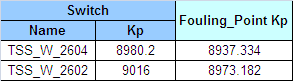 Switch Fouling_Point Kp
Name Kp
TSS_W_2604 8980.2 8937.334
TSS_W_2602 9016 8973.182